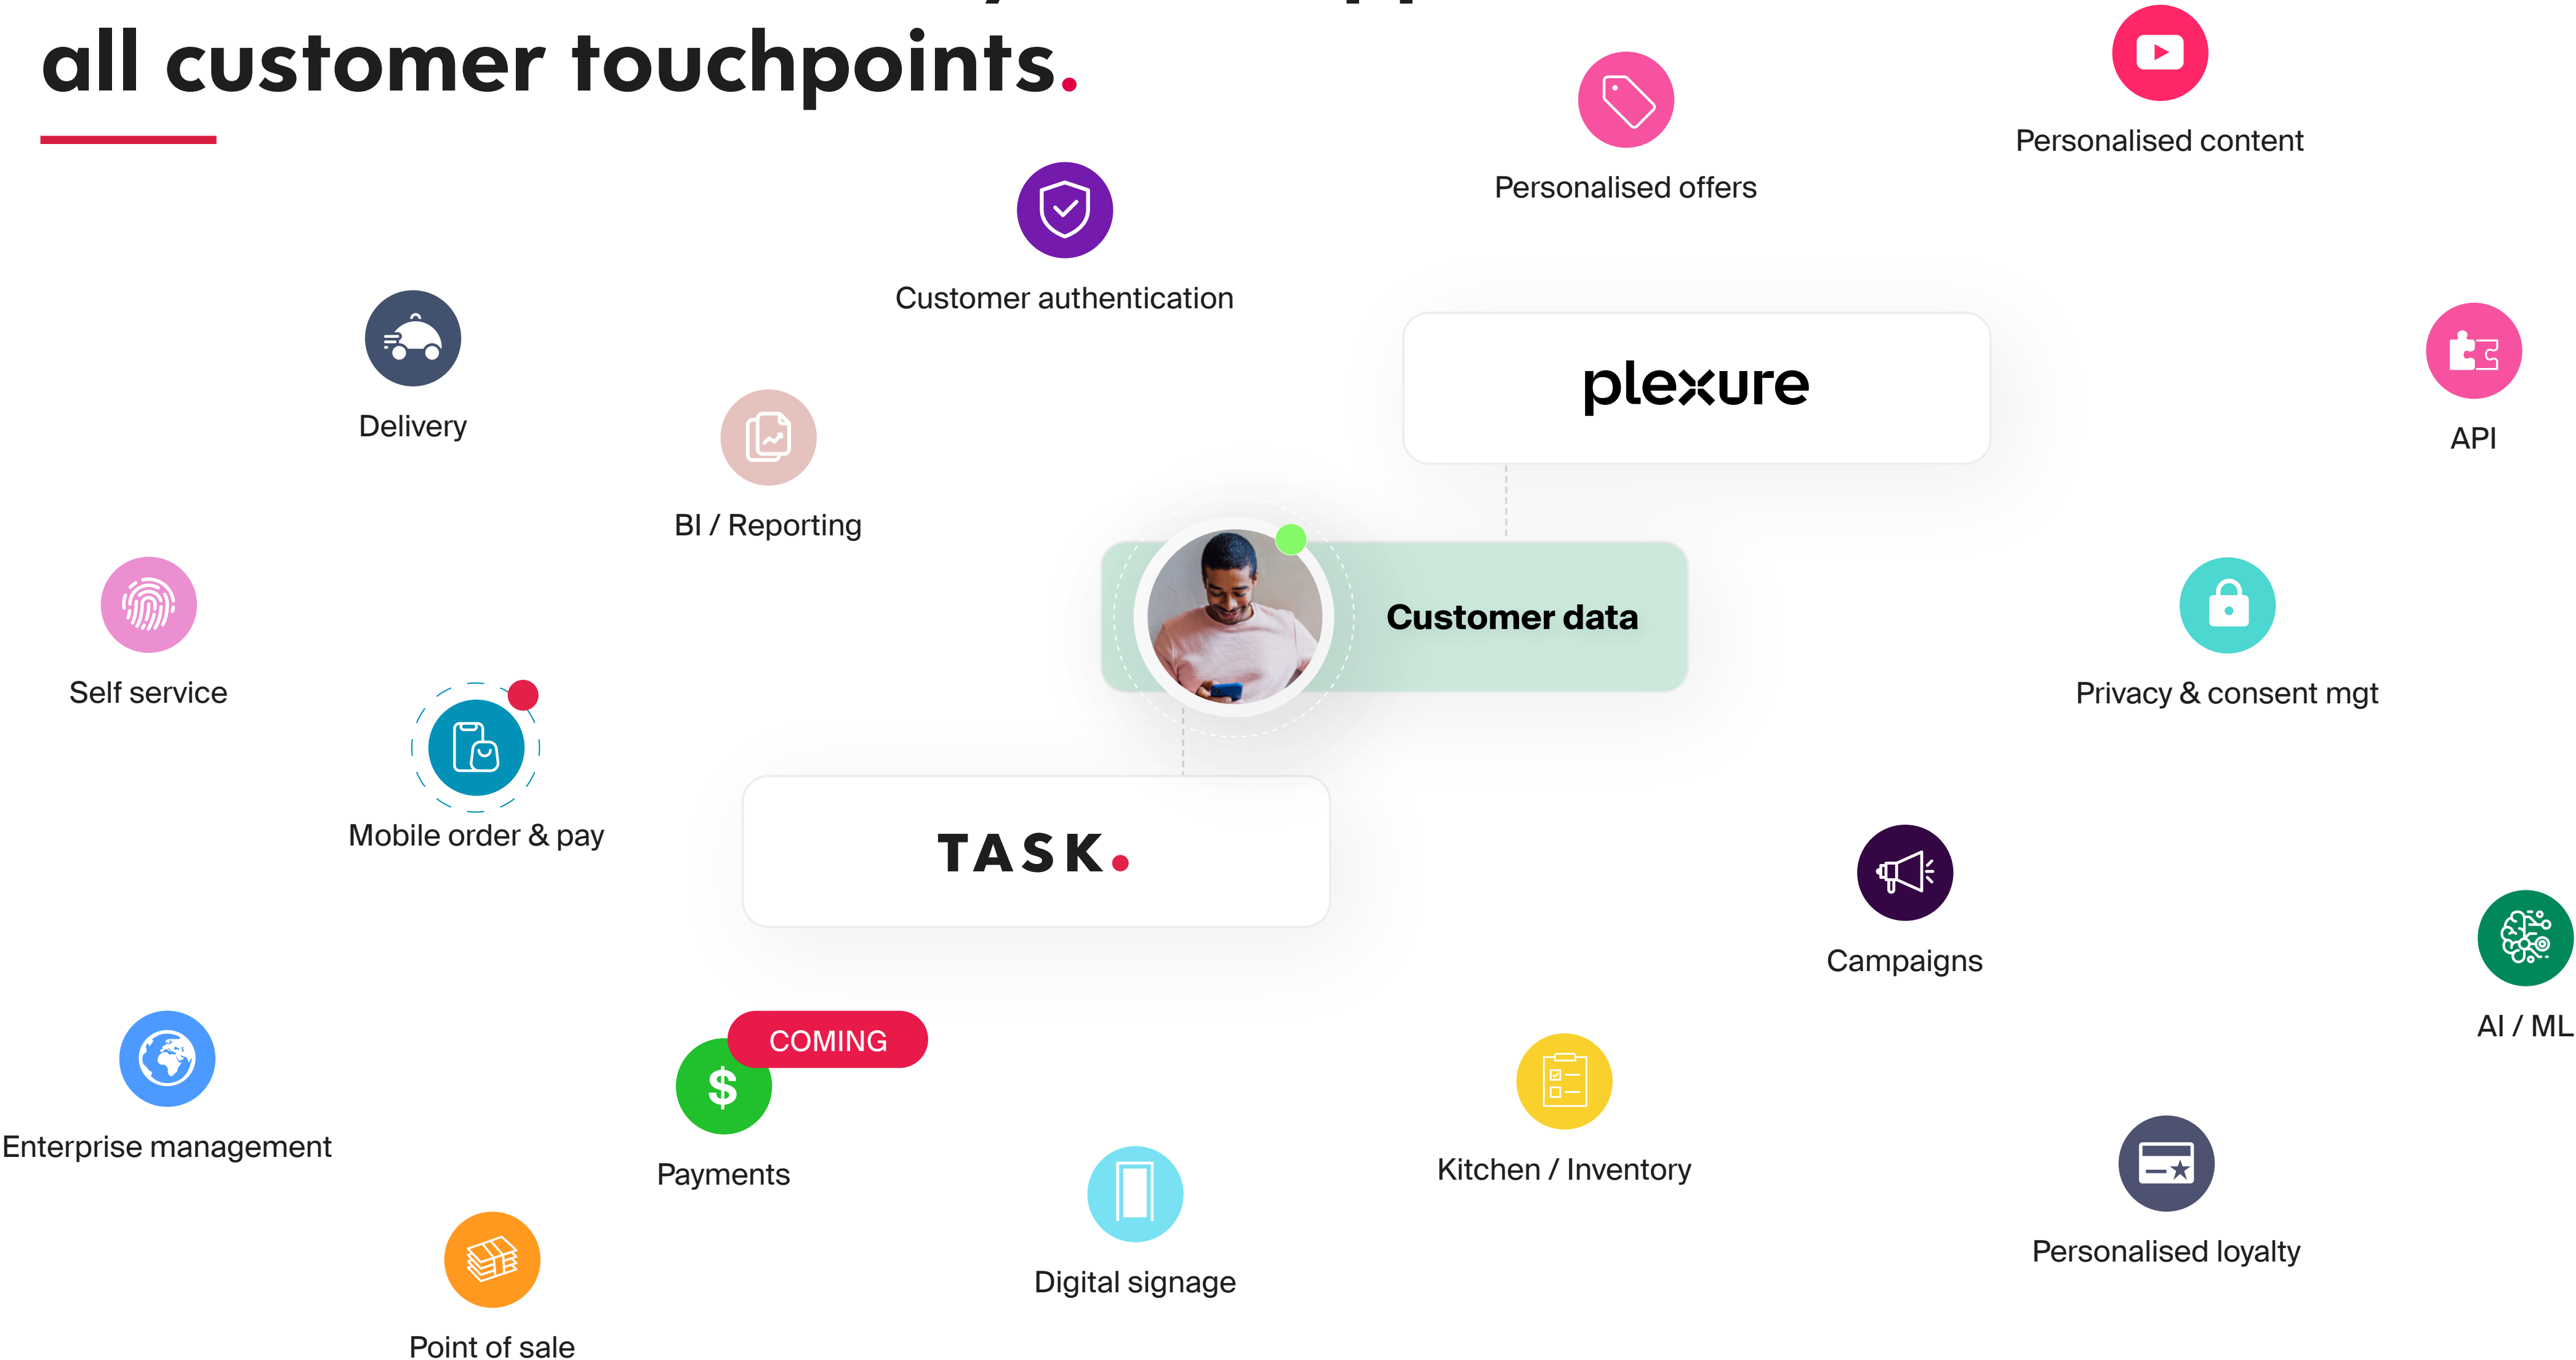 all customer touchpoints.
Personalised content
Personalised offers
Customer authentication
plexure
Delivery
API
BI / Reporting
Customer data
Self service
Privacy & consent mgt
Mobile order & pay
TASK.
Campaigns
AI / ML
COMING
Enterprise management
Payments
Kitchen / Inventory
Personalised loyalty
Digital signage
Point of sale